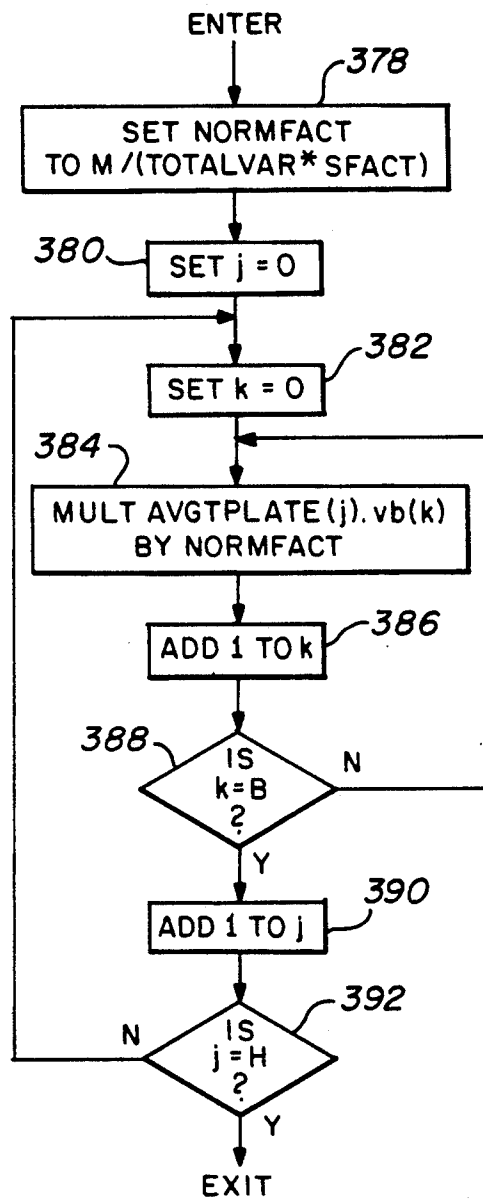 ENTER
378
SET NORMFACT
TO M/(TOTALVAR* SFACT)
380
SET j = 0
382
SET k = 0
384
MULT AVGTPLATE(j).vb(k)
BY NORMFACT
386
ADD 1 TO k
388
IS
k=B
?
N
Y
390
ADD 1 TO j
392
N
IS
j=H
?
Y
EXIT